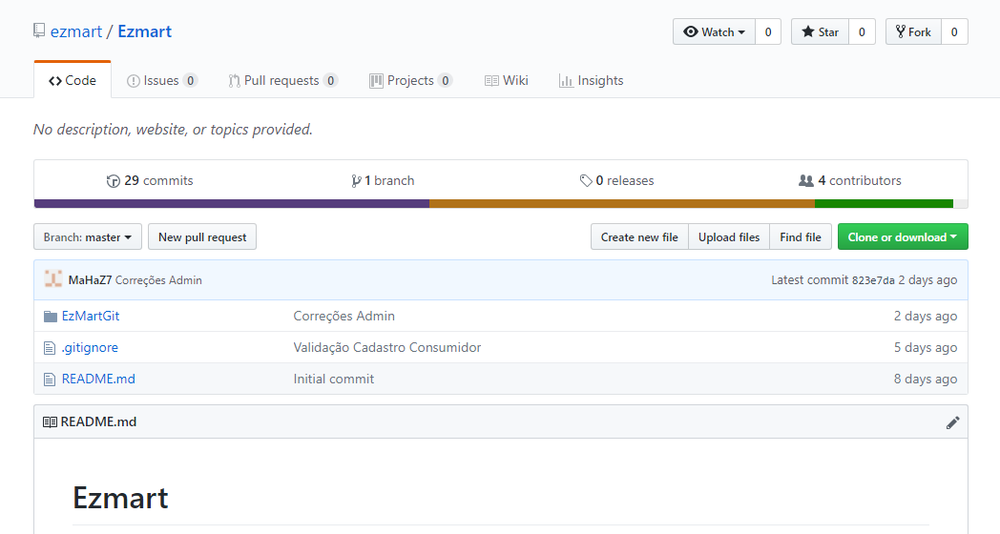 ezmart / Ezmart Watch 0 Star 0 Fork 0
Code Issues 0 Pull requests 0 Projects 0 Wiki Insights
No description, website, or topics provided.
29 commits 1 branch 0 releases 4 contributors
Branch: master New pull request Create new file Upload files Find file Clone or download
MaHaZ7 Correções Admin Latest commit 823e7da 2 days ago
EzMartGit Correções Admin 2 days ago
.gitignore Validação Cadastro Consumidor 5 days ago
README.md Initial commit 8 days ago
README.md
Ezmart